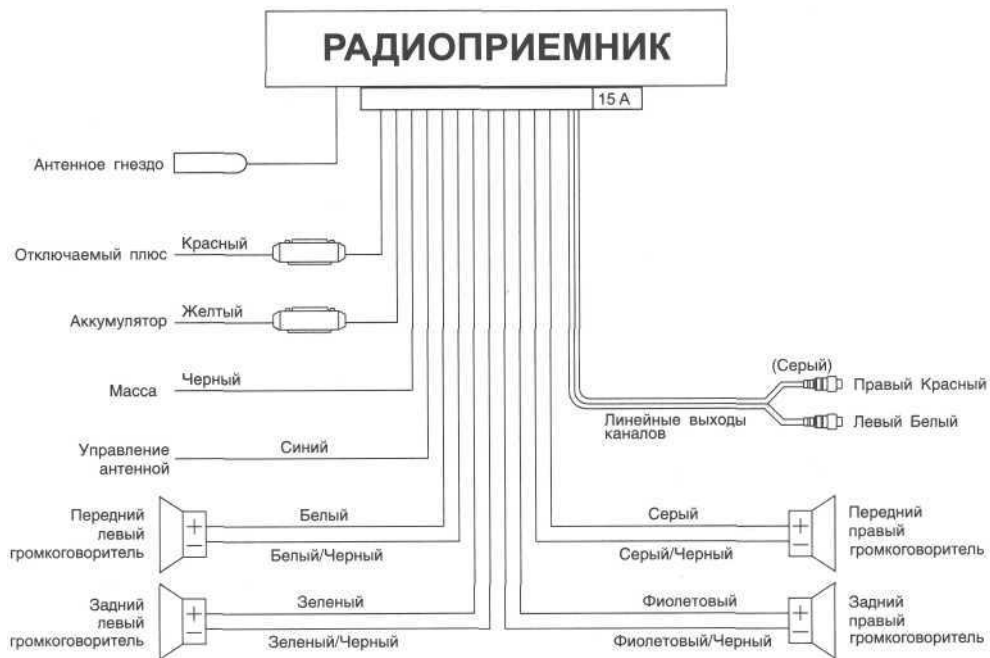 РАДИОПРИЕМНИК
15 А
Антенное гнездо
Отключаемый плюс
Красный
Аккумулятор
Желтый
Масса
Черный
(Серый)
Правый Красный
Левый Белый
Линейные выходы
каналов
Управление
антенной
Синий
Передний
левый
громкоговоритель
+
−
Белый
Белый/Черный
Серый
Серый/Черный
+
−
Передний
правый
громкоговоритель
Задний
левый
громкоговоритель
+
−
Зеленый
Зеленый/Черный
Фиолетовый
Фиолетовый/Черный
+
−
Задний
правый
громкоговоритель